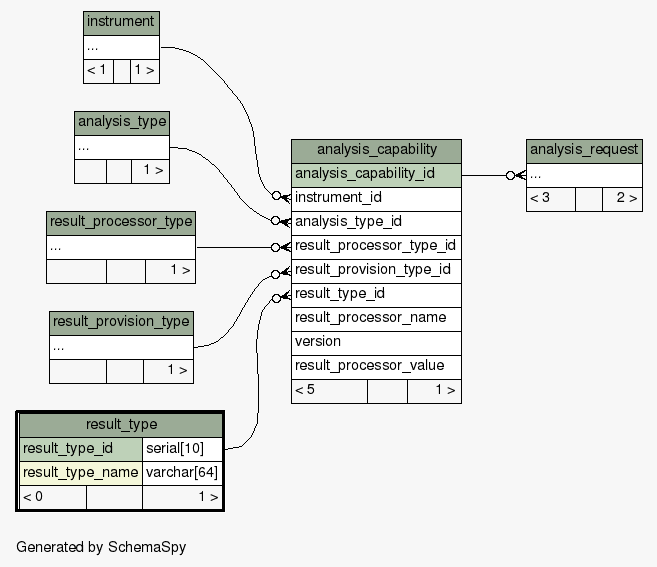 instrument
...
< 1 1 >
analysis_type
...
1 >
result_processor_type
...
1 >
result_provision_type
...
1 >
result_type
result_type_id serial[10]
result_type_name varchar[64]
< 0 1 >
analysis_capability
analysis_capability_id
instrument_id
analysis_type_id
result_processor_type_id
result_provision_type_id
result_type_id
result_processor_name
version
result_processor_value
< 5 1 >
analysis_request
...
< 3 2 >
Generated by SchemaSpy